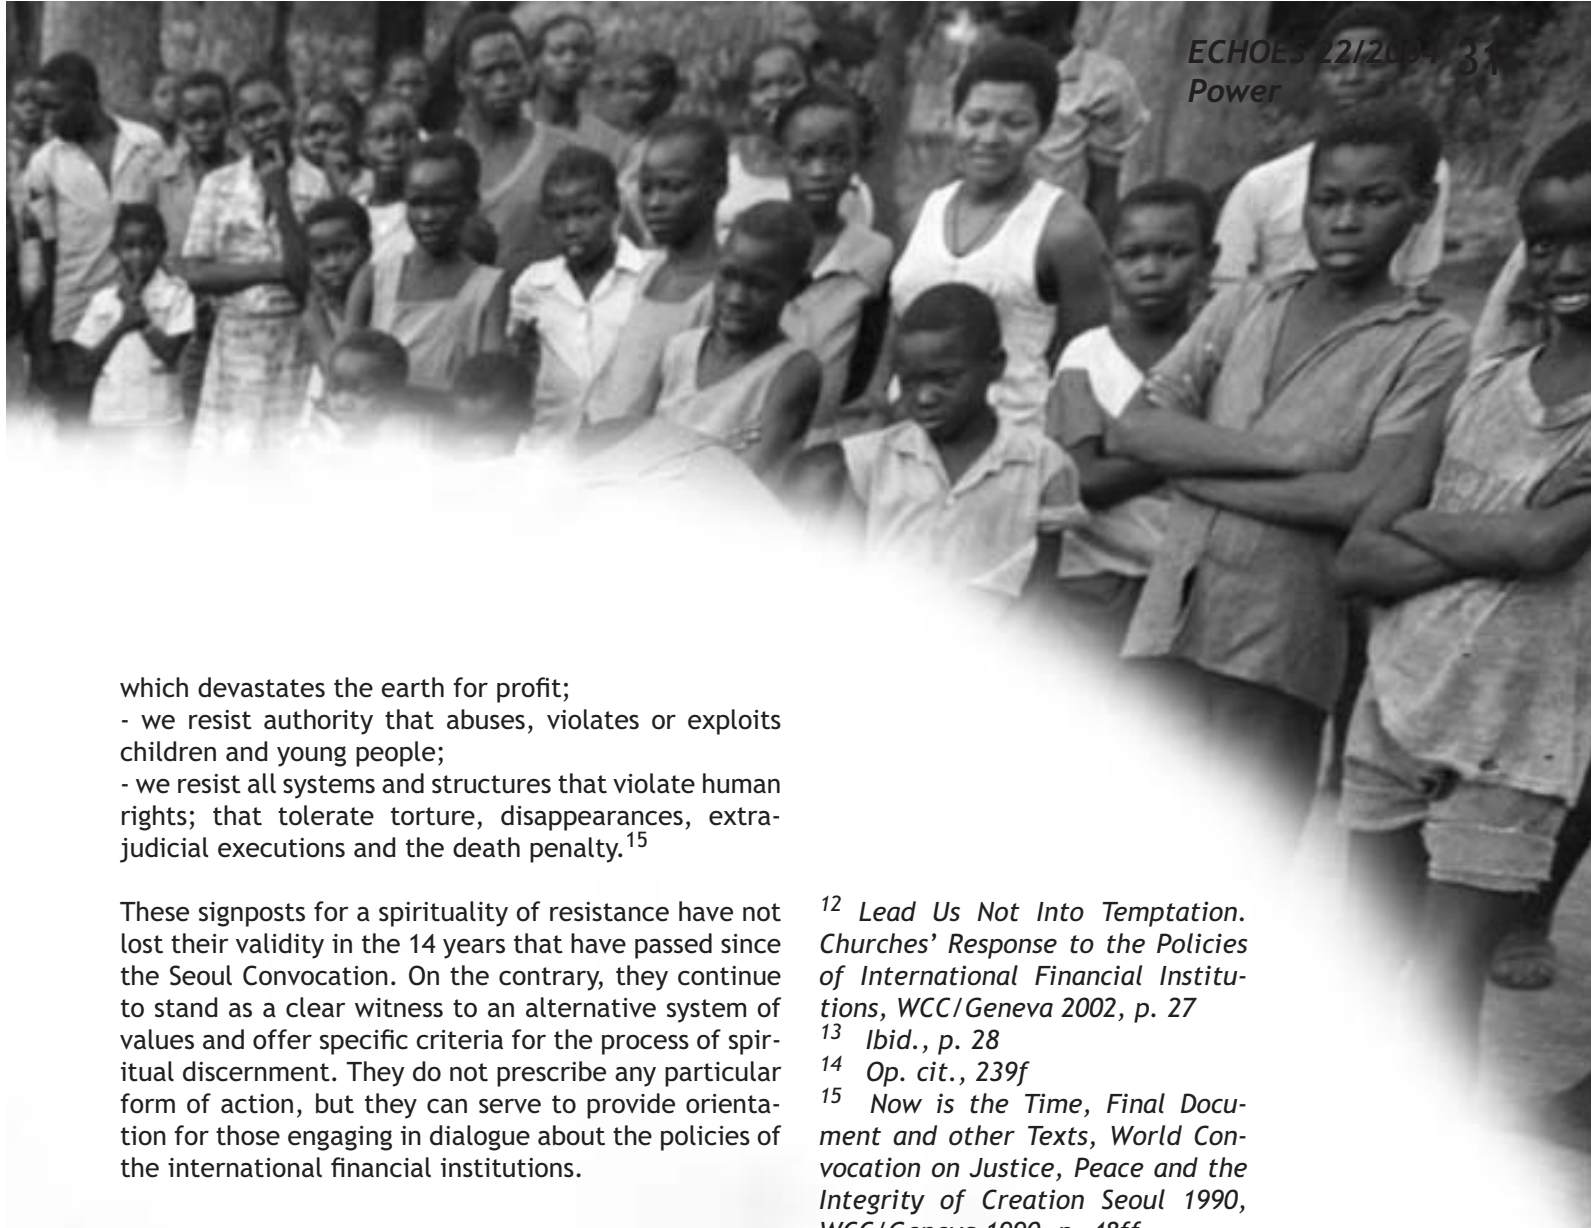 ECHOES 22/2004 31
Power
which devastates the earth for profit;
- we resist authority that abuses, violates or exploits
children and young people;
- we resist all systems and structures that violate human
rights; that tolerate torture, disappearances, extra-
judicial executions and the death penalty.15
These signposts for a spirituality of resistance have not
lost their validity in the 14 years that have passed since
the Seoul Convocation. On the contrary, they continue
to stand as a clear witness to an alternative system of
values and offer specific criteria for the process of spir-
itual discernment. They do not prescribe any particular
form of action, but they can serve to provide orienta-
tion for those engaging in dialogue about the policies of
the international financial institutions.
12 Lead Us Not Into Temptation.
Churches’ Response to the Policies
of International Financial Institu-
tions, WCC/Geneva 2002, p. 27
13 Ibid., p. 28
14 Op. cit., 239f
15 Now is the Time, Final Docu-
ment and other Texts, World Con-
vocation on Justice, Peace and the
Integrity of Creation Seoul 1990,
WCC/Geneva 1990, p. 48ff